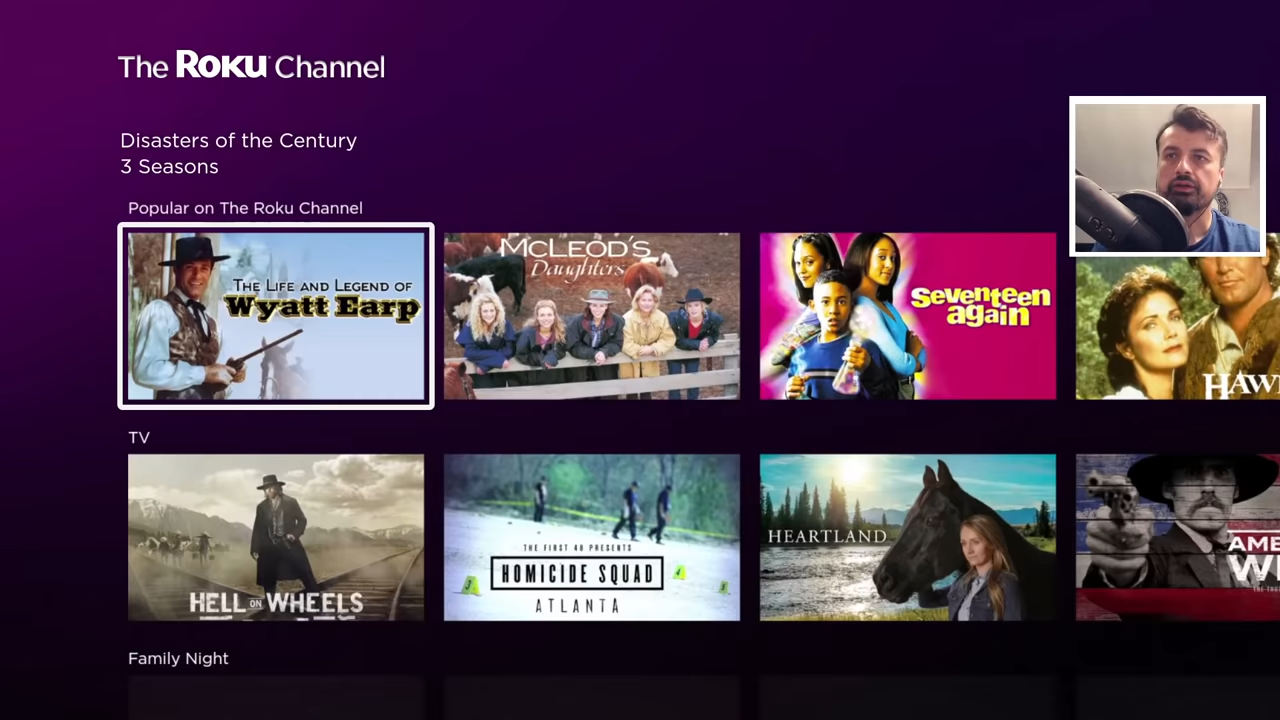 The ROKU Channel
Disasters of the Century
3 Seasons
Popular on The Roku Channel
THE LIFE AND LEGEND OF
Wyatt Earp
MCLEOD'S
Daughters
Seventeen
again
HAW
TV
HELL ON WHEELS
THE FIRST 48 PRESENTS
HOMICIDE SQUAD
ATLANTA
HEARTLAND
AME
WI
Family Night